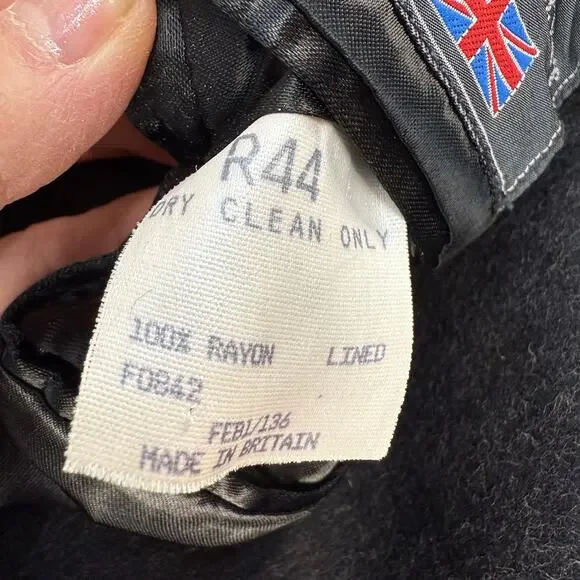 R44
DRY CLEAN ONLY
100% RAYON LINED
F0842
FEB1/136
MADE IN BRITAIN